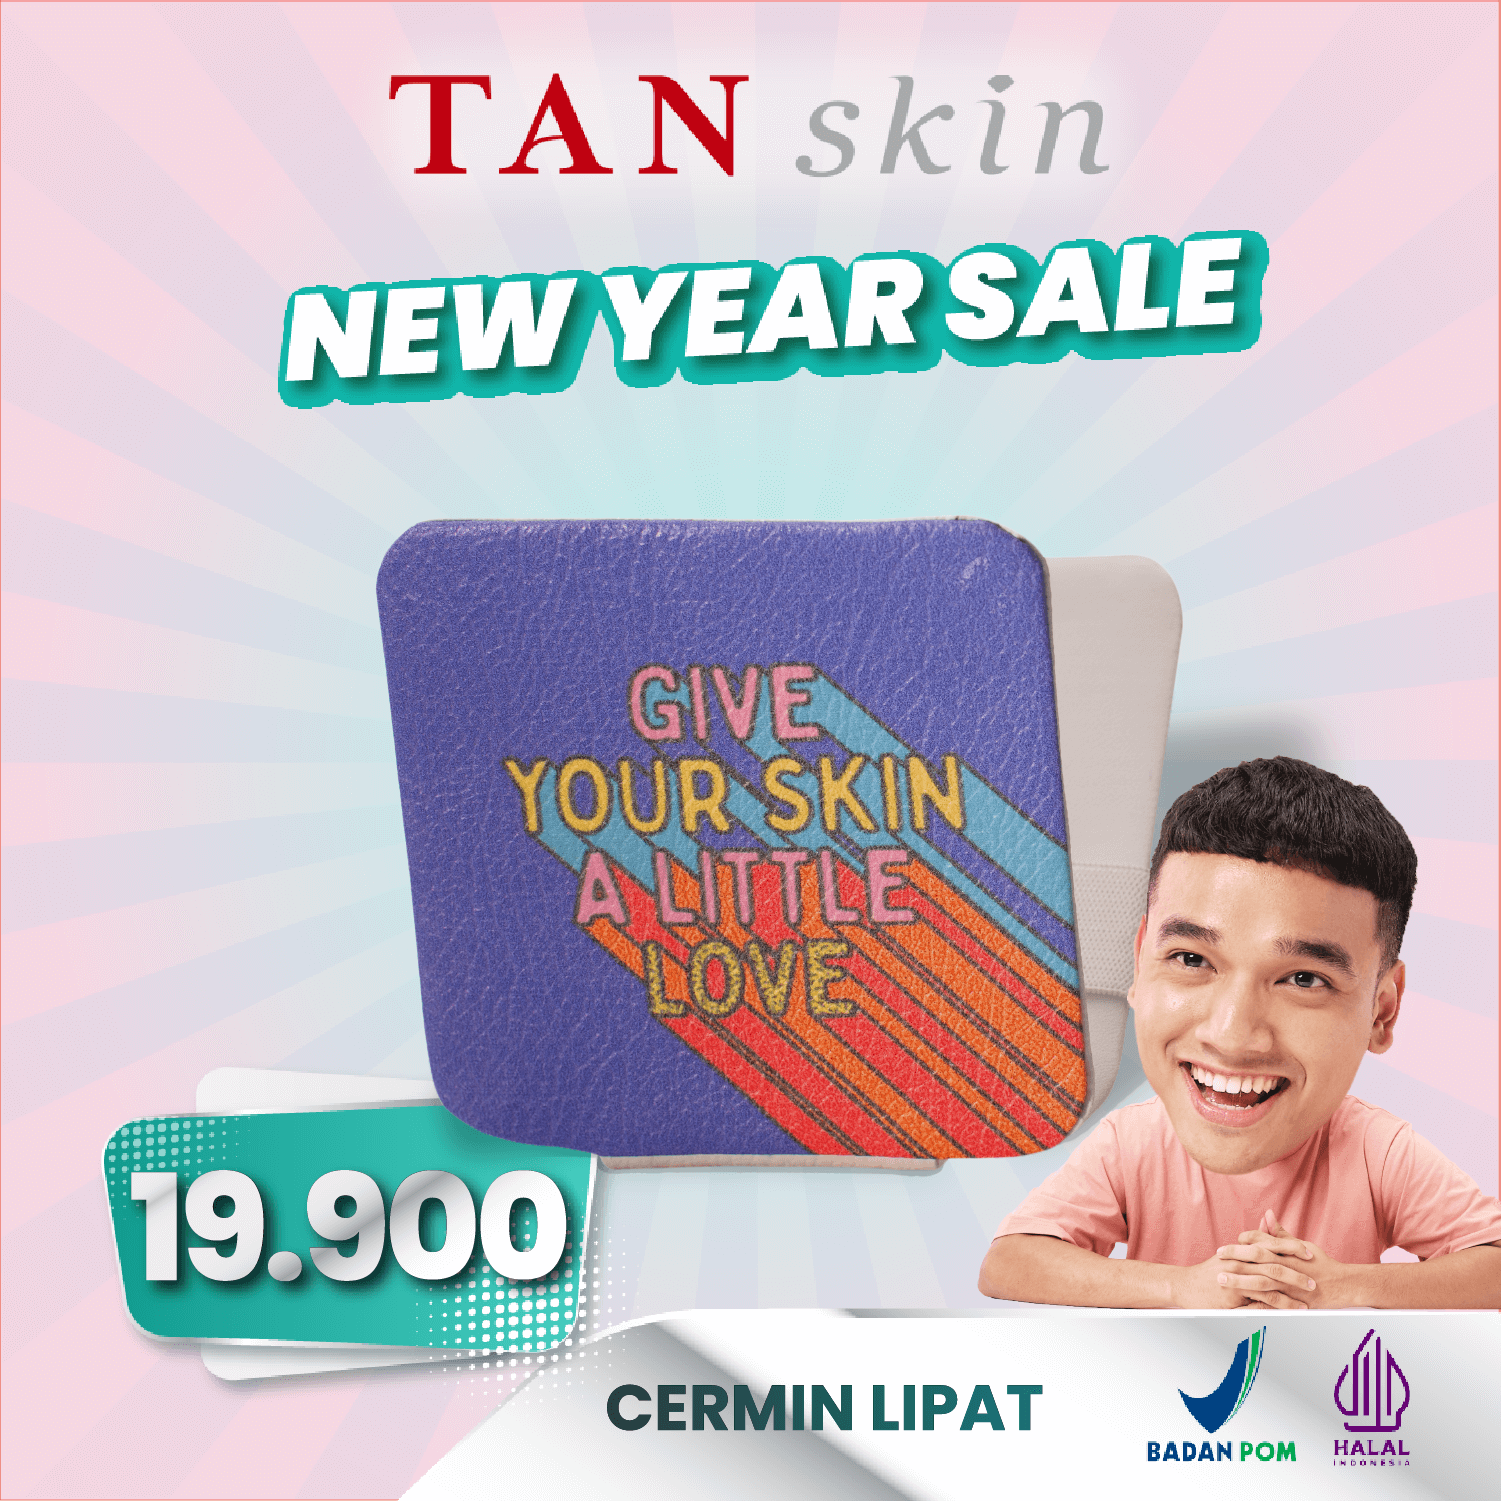 TAN skin
NEW YEAR SALE
GIVE
YOUR SKIN
A LITTLE
LOVE
19.900
CERMIN LIPAT
BADAN POM
HALAL
INDONESIA